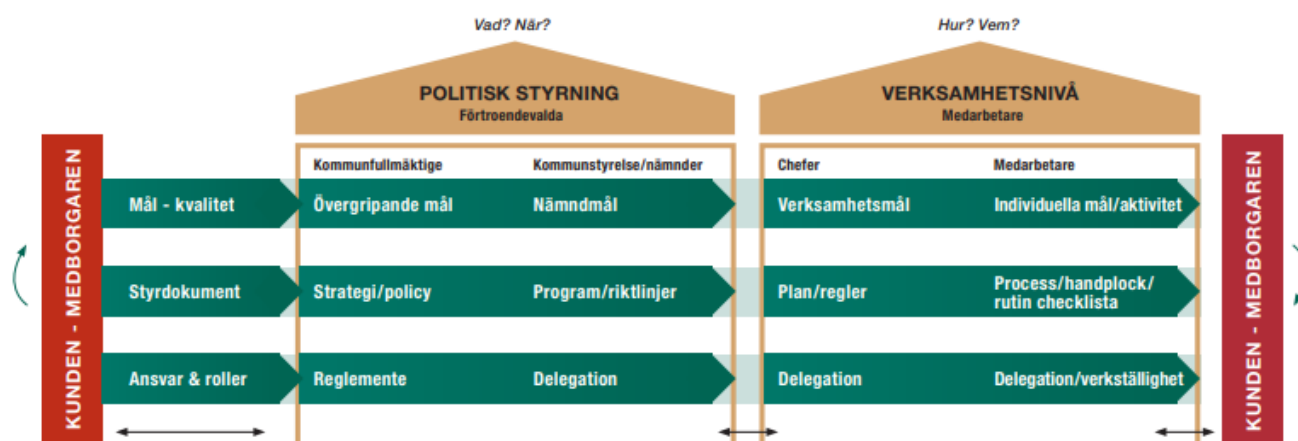 Vad? När?
Hur? Vem?
POLITISK STYRNING
Förtroendevalda
VERKSAMHETSNIVÅ
Medarbetare
KUNDEN - MEDBORGAREN
Kommunfullmäktige
Kommunstyrelse/nämnder
Chefer
Medarbetare
Mål - kvalitet
Övergripande mål
Nämndmål
Verksamhetsmål
Individuella mål/aktivitet
Styrdokument
Strategi/policy
Program/riktlinjer
Plan/regler
Process/handplock/
rutin checklista
Ansvar & roller
Reglemente
Delegation
Delegation
Delegation/verkställighet
KUNDEN - MEDBORGAREN